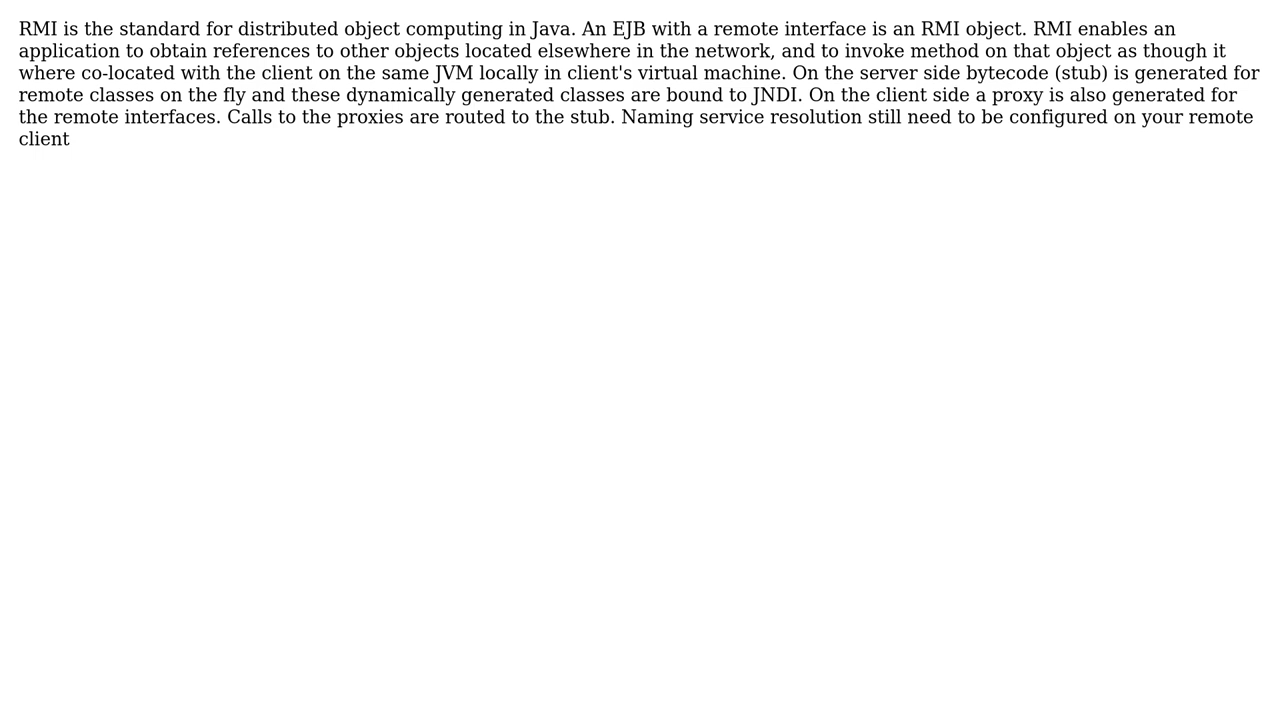 RMI is the standard for distributed object computing in Java. An EJB with a remote interface is an RMI object. RMI enables an
application to obtain references to other objects located elsewhere in the network, and to invoke method on that object as though it
where co-located with the client on the same JVM locally in client's virtual machine. On the server side bytecode (stub) is generated for
remote classes on the fly and these dynamically generated classes are bound to JNDI. On the client side a proxy is also generated for
the remote interfaces. Calls to the proxies are routed to the stub. Naming service resolution still need to be configured on your remote
client